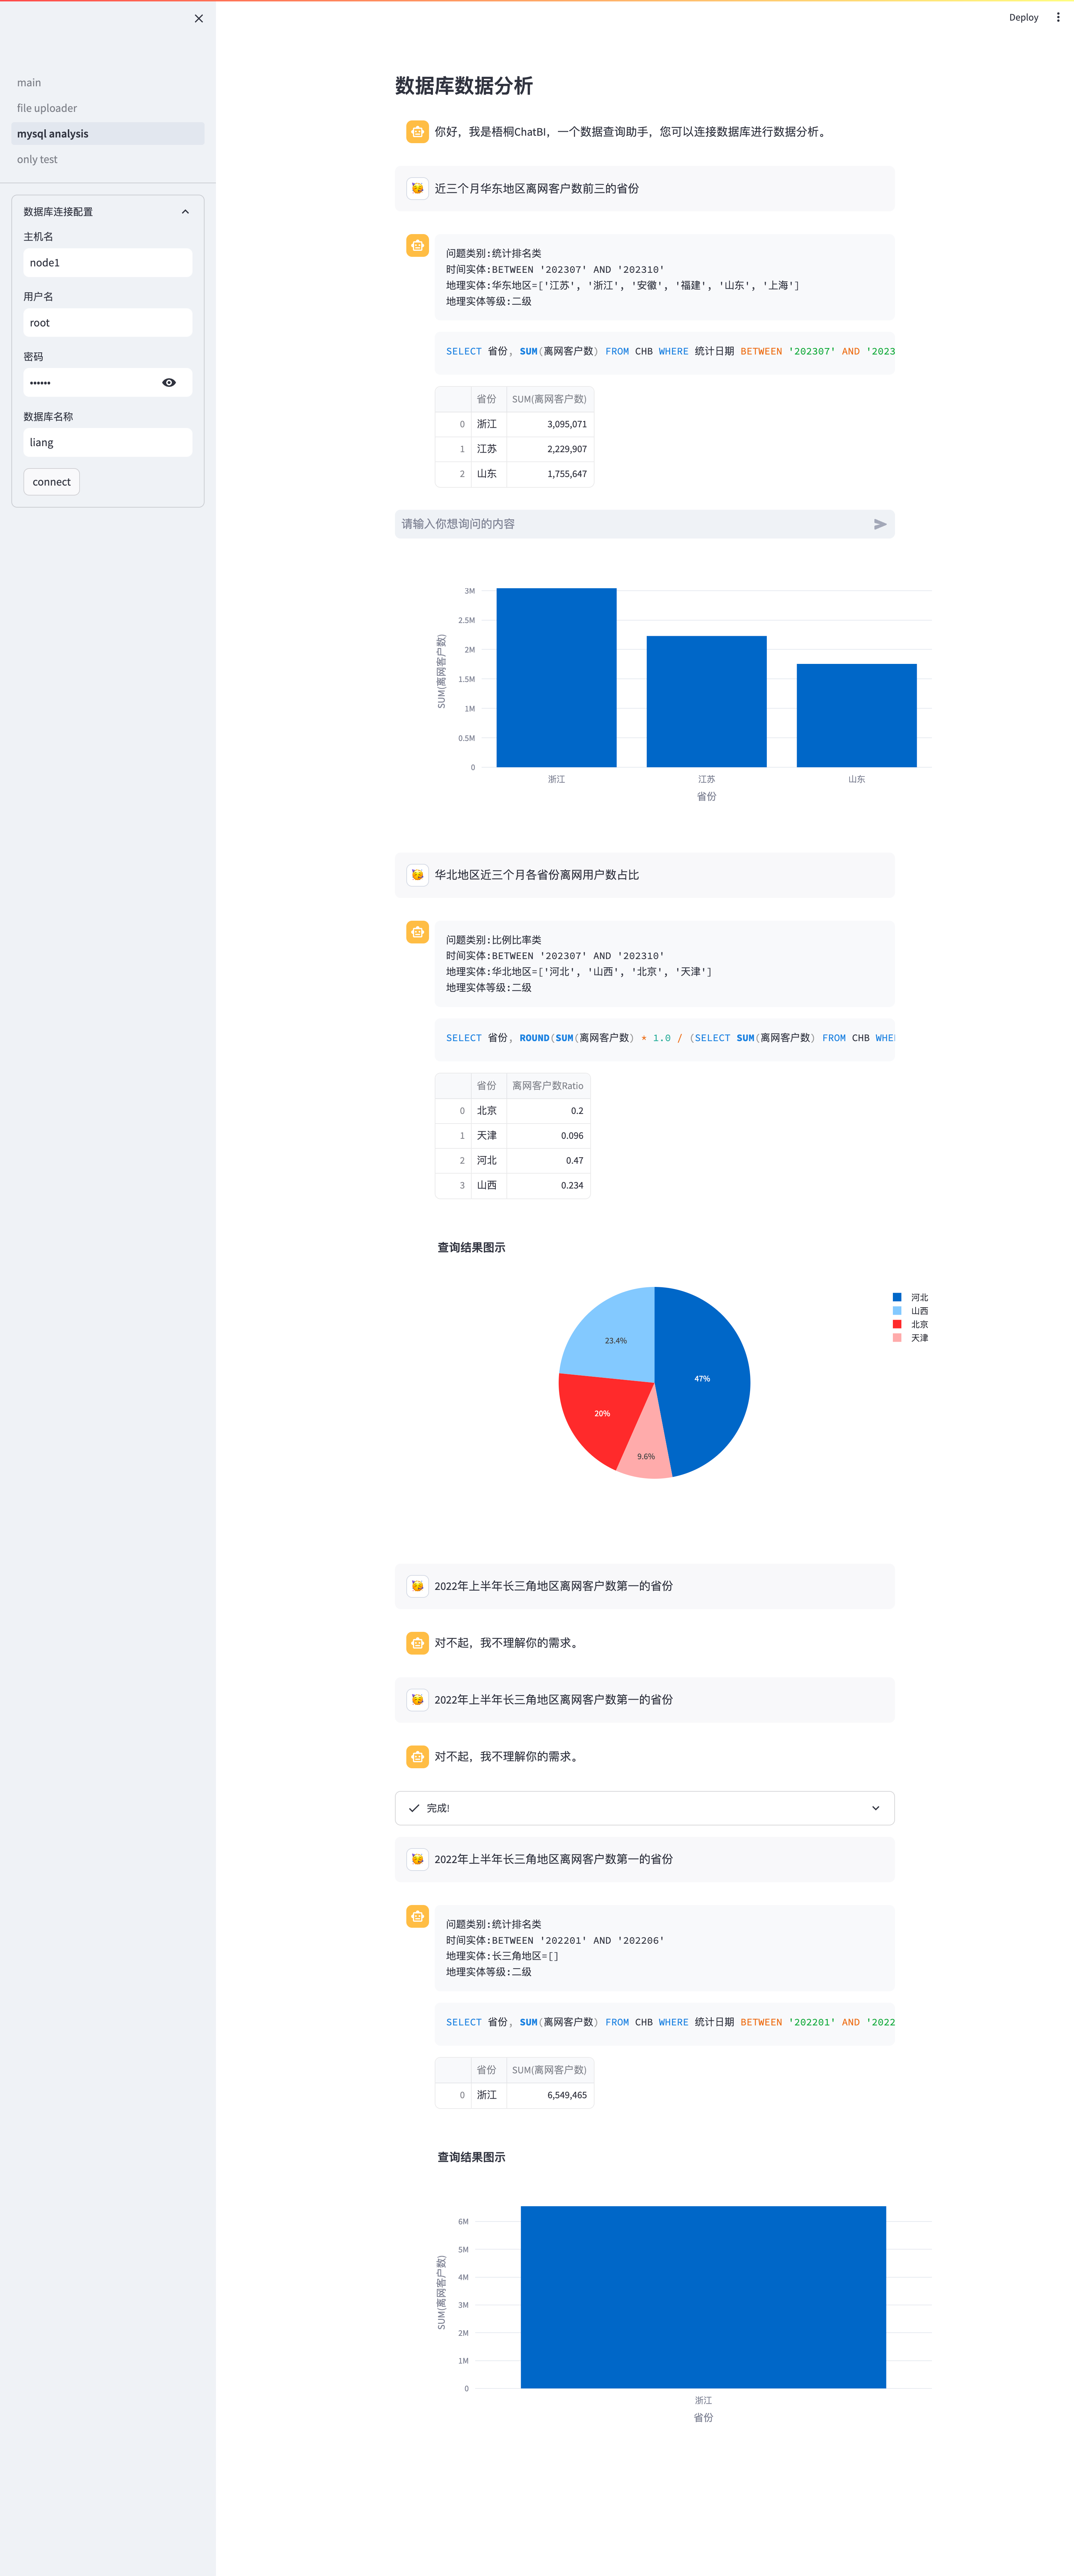 Deploy
main
file uploader
mysql analysis
only test
数据库连接配置
主机名
node1
用户名
root
密码
••••••
数据库名称
liang
connect
数据库数据分析
你好，我是梧桐ChatBI，一个数据查询助手，您可以连接数据库进行数据分析。
近三个月华东地区离网客户数前三的省份
问题类别:统计排名类
时间实体:BETWEEN '202307' AND '202310'
地理实体:华东地区=['江苏', '浙江', '安徽', '福建', '山东', '上海']
地理实体等级:二级
SELECT 省份, SUM(离网客户数) FROM CHB WHERE 统计日期 BETWEEN '202307' AND '2023
省份 SUM(离网客户数)
0 浙江 3,095,071
1 江苏 2,229,907
2 山东 1,755,647
请输入你想询问的内容
SUM(离网客户数)
3M
2.5M
2M
1.5M
1M
0.5M
0
浙江 江苏 山东
省份
华北地区近三个月各省份离网用户数占比
问题类别:比例比率类
时间实体:BETWEEN '202307' AND '202310'
地理实体:华北地区=['河北', '山西', '北京', '天津']
地理实体等级:二级
SELECT 省份, ROUND(SUM(离网客户数) * 1.0 / (SELECT SUM(离网客户数) FROM CHB WHE
省份 离网客户数Ratio
0 北京 0.2
1 天津 0.096
2 河北 0.47
3 山西 0.234
查询结果图示
河北
山西
北京
天津
23.4%
47%
20%
9.6%
2022年上半年长三角地区离网客户数第一的省份
对不起，我不理解你的需求。
2022年上半年长三角地区离网客户数第一的省份
对不起，我不理解你的需求。
完成!
2022年上半年长三角地区离网客户数第一的省份
问题类别:统计排名类
时间实体:BETWEEN '202201' AND '202206'
地理实体:长三角地区=[]
地理实体等级:二级
SELECT 省份, SUM(离网客户数) FROM CHB WHERE 统计日期 BETWEEN '202201' AND '2022
省份 SUM(离网客户数)
0 浙江 6,549,465
查询结果图示
SUM(离网客户数)
6M
5M
4M
3M
2M
1M
0
浙江
省份